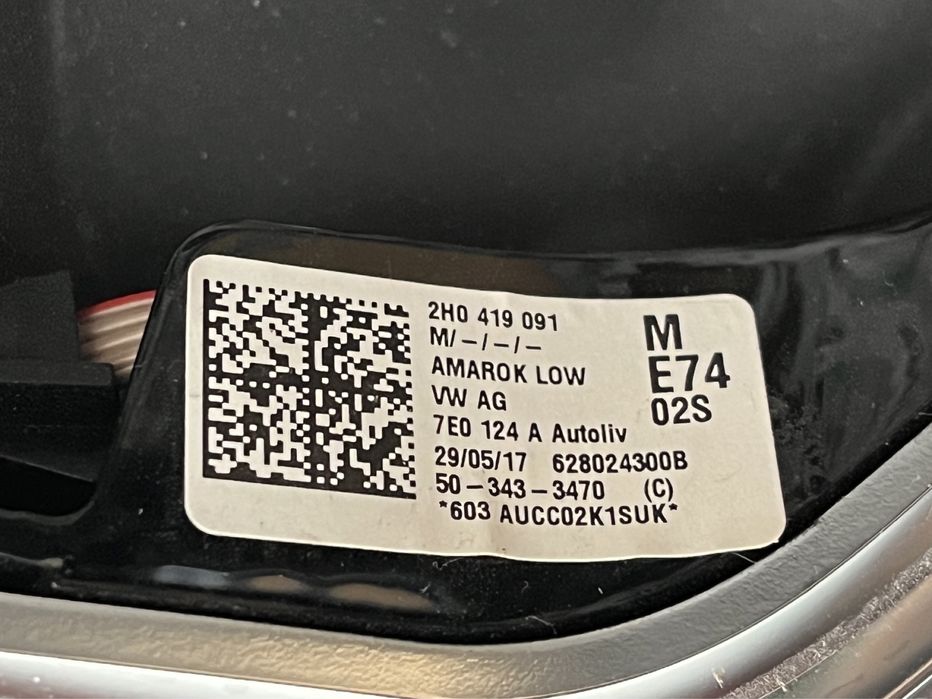 2H0 419 091
M/-/-/-
AMAROK LOW
VW AG
7E0 124 A Autoliv
29/05/17 628024300B
50-343-3470 (C)
*603 AUCC02K1SUK*
M
E74
02S